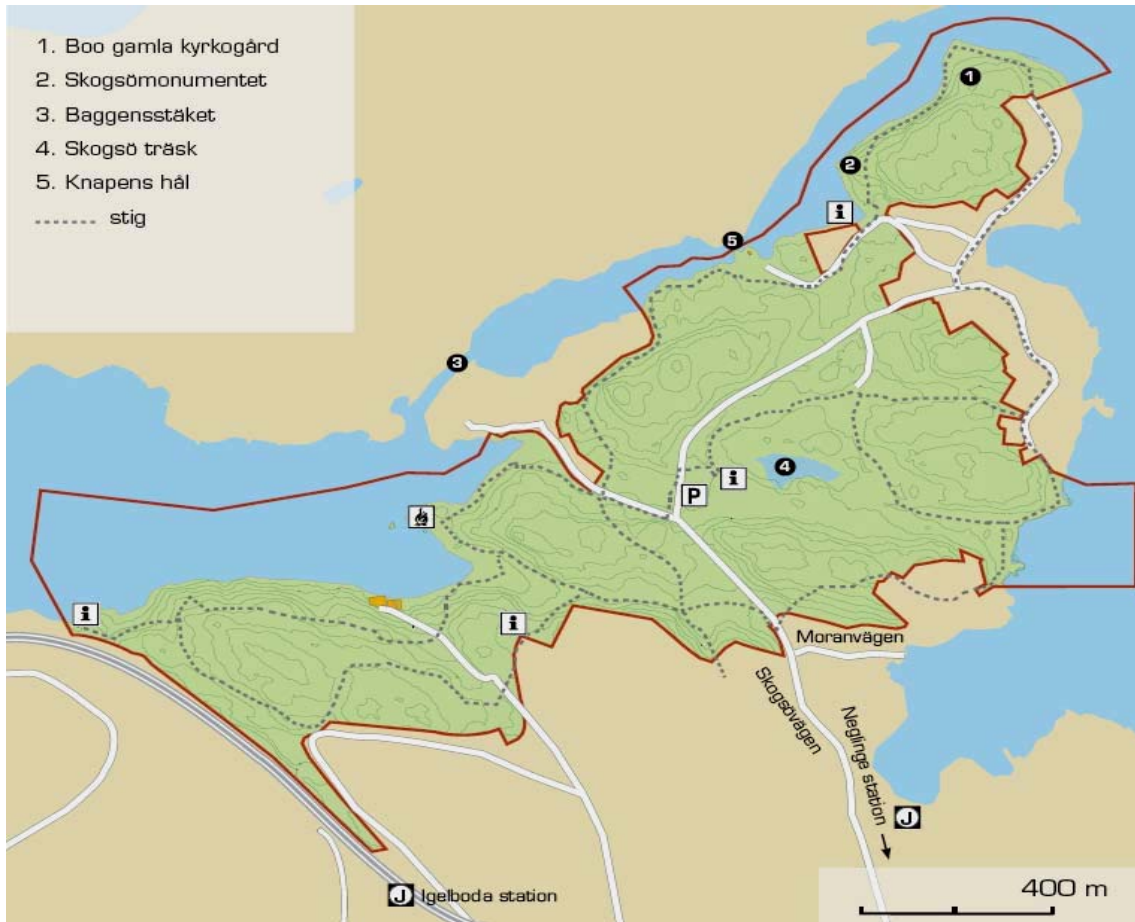 1. Boo gamla kyrkogård
2. Skogsömonumentet
3. Baggensstäket
4. Skogsö träsk
5. Knapens hål
stig
1
2
i
5
3
4
i
P
i
i
Moranvägen
Skogsövägen
Neglinge station
J
J Igelboda station
400 m